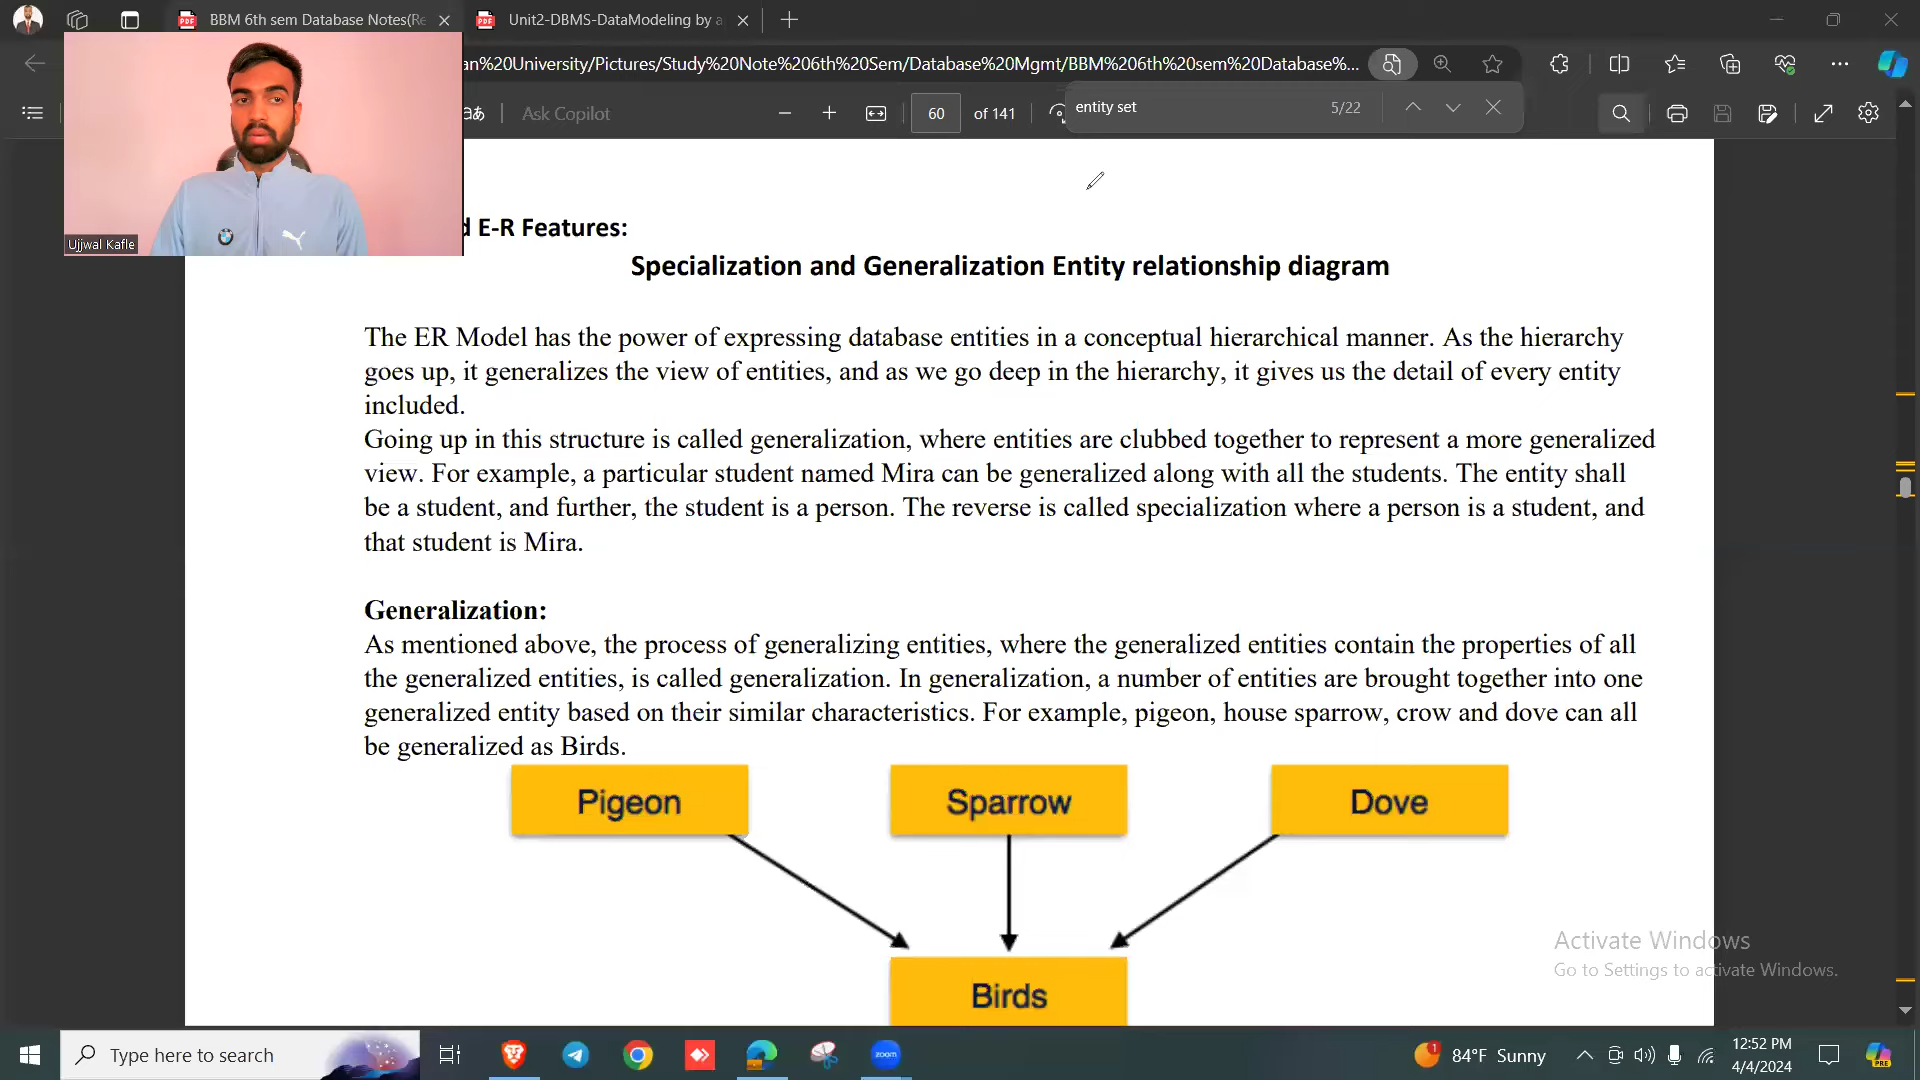 BBM 6th sem Database Notes(Re
Unit2-DBMS-DataModeling by a
an%20University/Pictures/Study%20Note%206th%20Sem/Database%20Mgmt/BBM%206th%20sem%20Database%...
Ask Copilot
60 of 141
entity set
5/22
Ujjwal Kafle
d E-R Features:
Specialization and Generalization Entity relationship diagram
The ER Model has the power of expressing database entities in a conceptual hierarchical manner. As the hierarchy
goes up, it generalizes the view of entities, and as we go deep in the hierarchy, it gives us the detail of every entity
included.
Going up in this structure is called generalization, where entities are clubbed together to represent a more generalized
view. For example, a particular student named Mira can be generalized along with all the students. The entity shall
be a student, and further, the student is a person. The reverse is called specialization where a person is a student, and
that student is Mira.
Generalization:
As mentioned above, the process of generalizing entities, where the generalized entities contain the properties of all
the generalized entities, is called generalization. In generalization, a number of entities are brought together into one
generalized entity based on their similar characteristics. For example, pigeon, house sparrow, crow and dove can all
be generalized as Birds.
Pigeon
Sparrow
Dove
Birds
Activate Windows
Go to Settings to activate Windows.
Type here to search
zoom
1
84°F Sunny
12:52 PM
4/4/2024
PRE